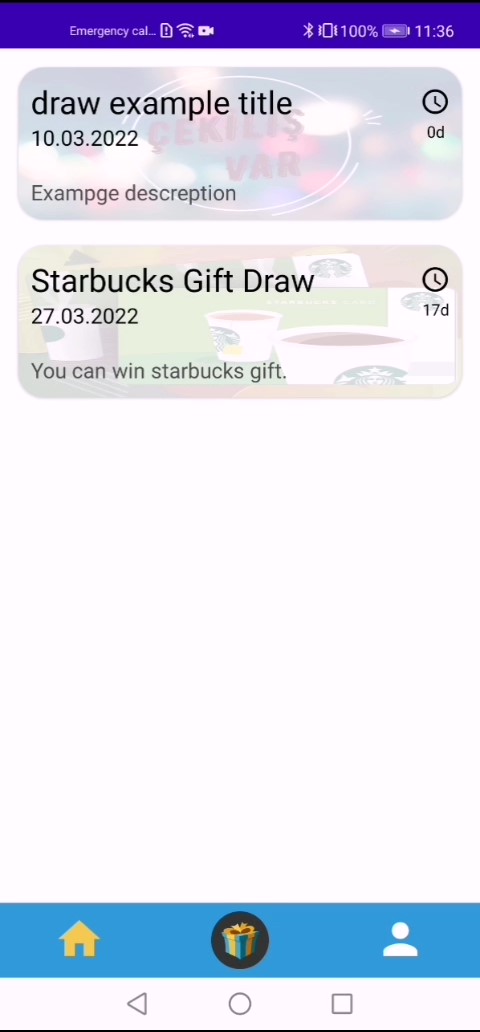 Emergency cal... 100% 11:36
draw example title
10.03.2022
0d
ÇEKİLİŞ
VAR
Exampge descreption
Starbucks Gift Draw
27.03.2022
17d
You can win starbucks gift.